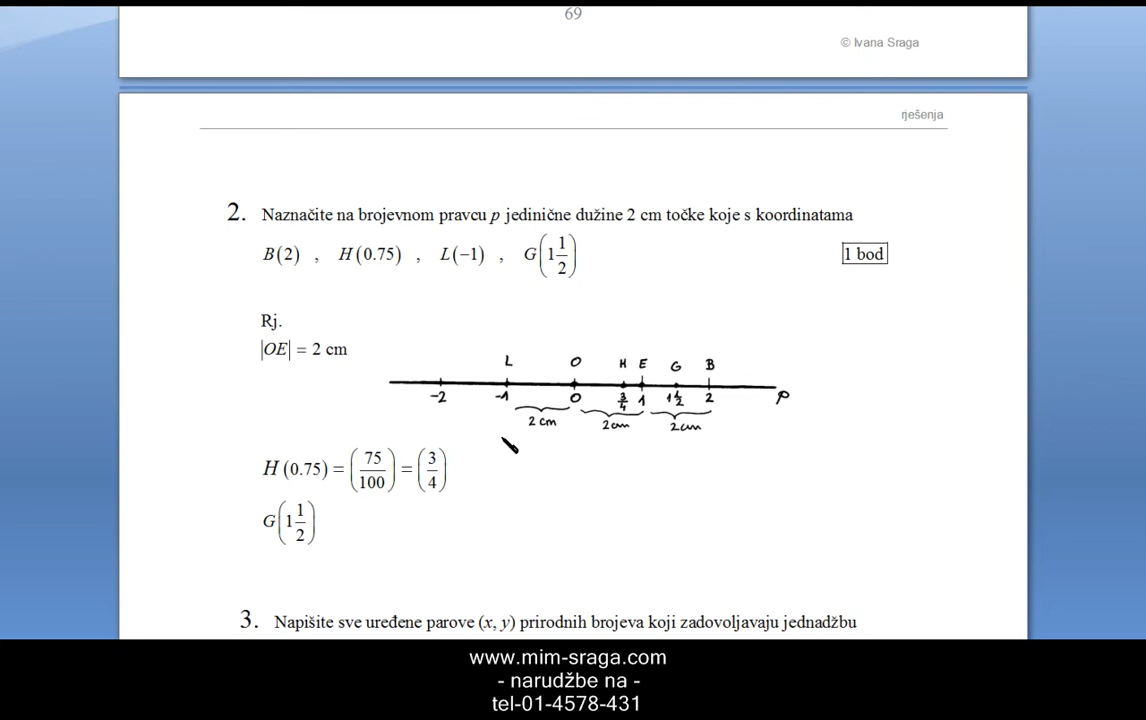 69
© Ivana Sraga
rješenja
2. Naznačite na brojevnom pravcu p jedinične dužine 2 cm točke koje s koordinatama
B(2) , H(0.75) , L(−1) , G(1 1/2)
1 bod
Rj.
|OE| = 2 cm
L O H E G B
-2 -1 0 3/4 1 1 1/2 2 p
2 cm 2 cm 2 cm
H(0.75) = (75/100) = (3/4)
G(1 1/2)
3. Napišite sve uređene parove (x, y) prirodnih brojeva koji zadovoljavaju jednadžbu
www.mim-sraga.com
- narudžbe na -
tel-01-4578-431